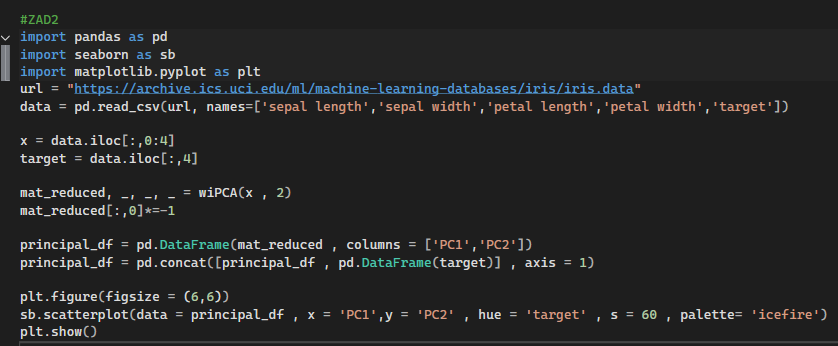 #ZAD2
import pandas as pd
import seaborn as sb
import matplotlib.pyplot as plt
url = "https://archive.ics.uci.edu/ml/machine-learning-databases/iris/iris.data"
data = pd.read_csv(url, names=['sepal length','sepal width','petal length','petal width','target'])
x = data.iloc[:,0:4]
target = data.iloc[:,4]
mat_reduced, _, _, _ = wiPCA(x , 2)
mat_reduced[:,0]*=-1
principal_df = pd.DataFrame(mat_reduced , columns = ['PC1','PC2'])
principal_df = pd.concat([principal_df , pd.DataFrame(target)] , axis = 1)
plt.figure(figsize = (6,6))
sb.scatterplot(data = principal_df , x = 'PC1',y = 'PC2' , hue = 'target' , s = 60 , palette= 'icefire')
plt.show()